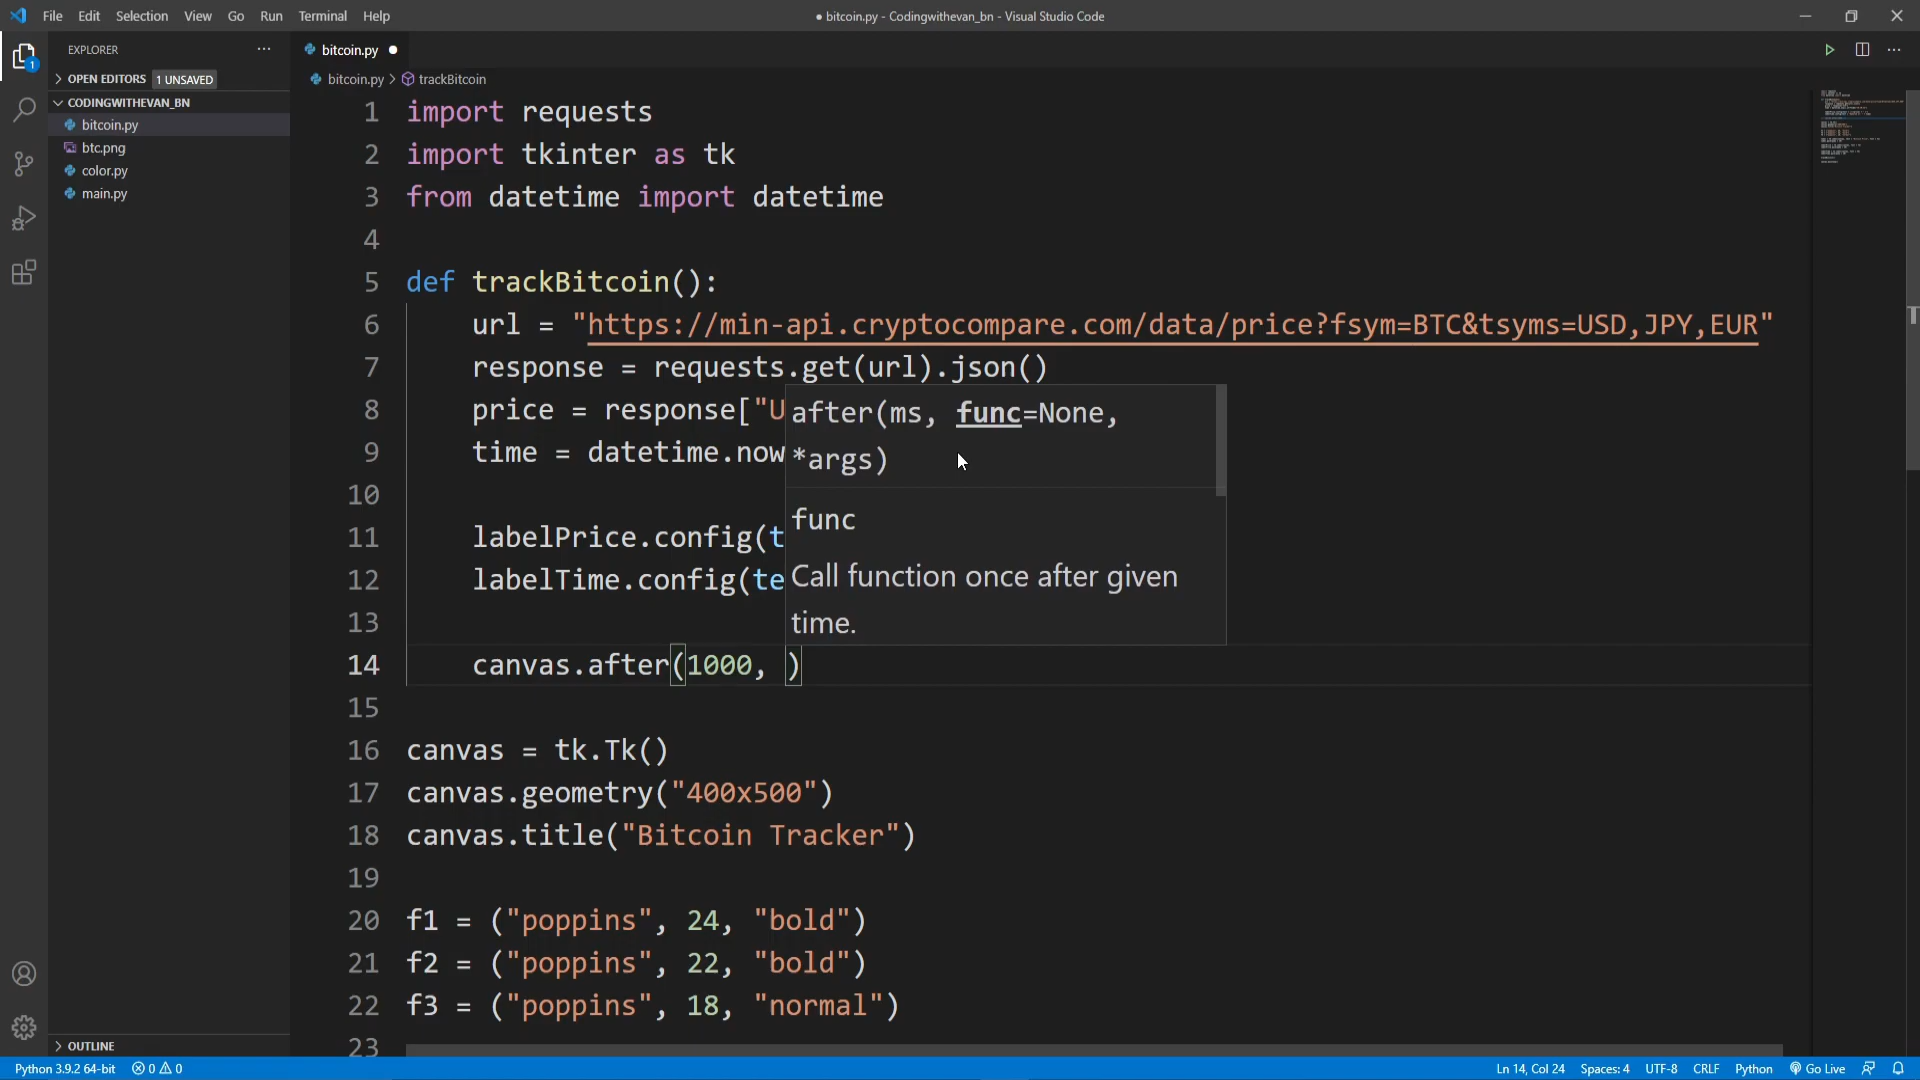 File Edit Selection View Go Run Terminal Help
● bitcoin.py - Codingwithevan_bn - Visual Studio Code
EXPLORER
OPEN EDITORS 1 UNSAVED
CODINGWITHEVAN_BN
bitcoin.py
btc.png
color.py
main.py
OUTLINE
1
bitcoin.py ●
bitcoin.py > trackBitcoin
1 import requests
2 import tkinter as tk
3 from datetime import datetime
4
5 def trackBitcoin():
6 url = "https://min-api.cryptocompare.com/data/price?fsym=BTC&tsyms=USD,JPY,EUR"
7 response = requests.get(url).json()
8 price = response["U
9 time = datetime.now
10
11 labelPrice.config(t
12 labelTime.config(te
13
14 canvas.after(1000, )
15
16 canvas = tk.Tk()
17 canvas.geometry("400x500")
18 canvas.title("Bitcoin Tracker")
19
20 f1 = ("poppins", 24, "bold")
21 f2 = ("poppins", 22, "bold")
22 f3 = ("poppins", 18, "normal")
23
after(ms, func=None,
*args)
func
Call function once after given
time.
Python 3.9.2 64-bit 0 0 Ln 14, Col 24 Spaces: 4 UTF-8 CRLF Python Go Live